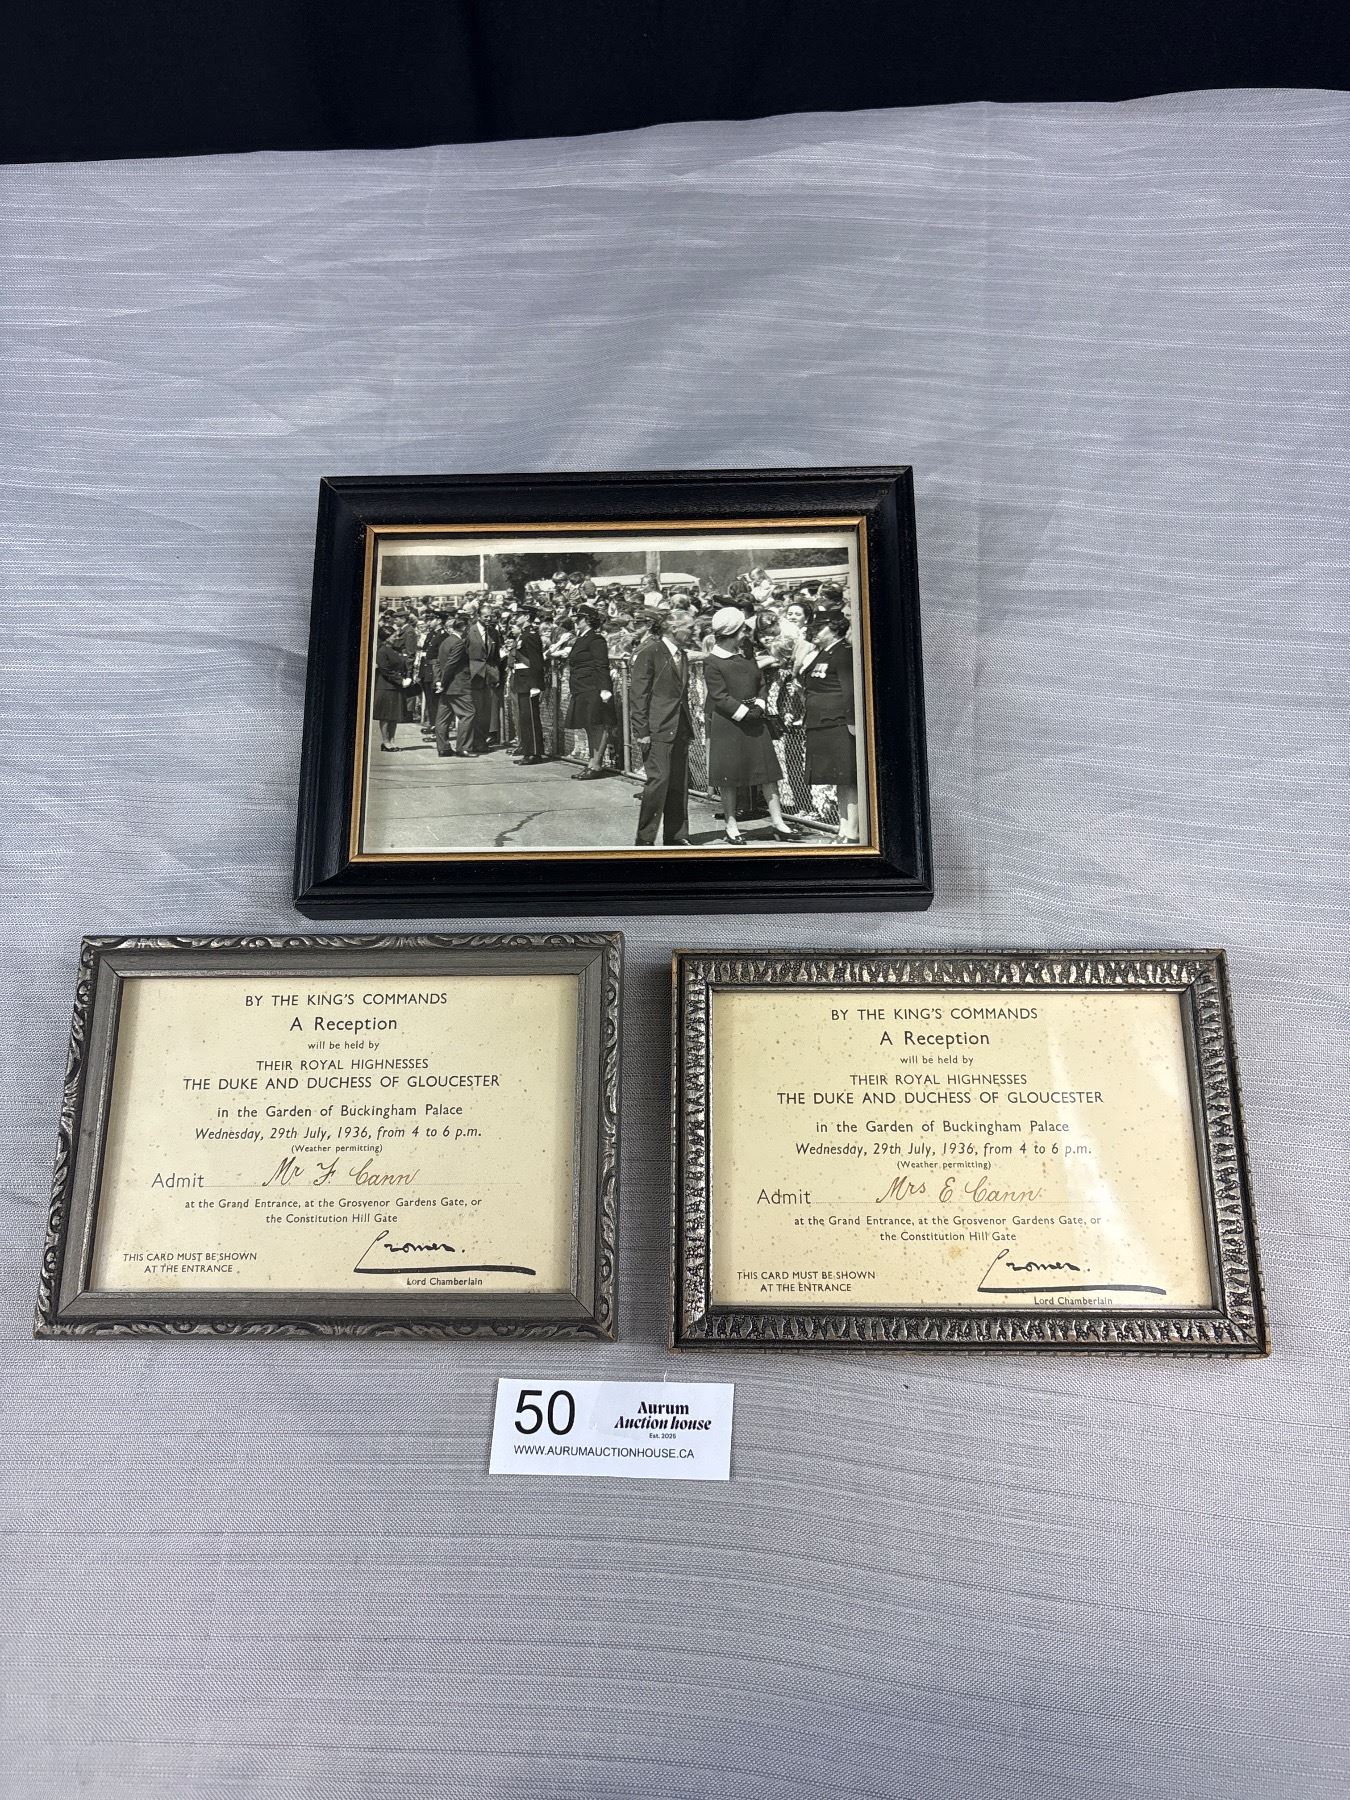 BY THE KING'S COMMANDS
A Reception
will be held by
THEIR ROYAL HIGHNESSES
THE DUKE AND DUCHESS OF GLOUCESTER
in the Garden of Buckingham Palace
Wednesday, 29th July, 1936, from 4 to 6 p.m.
(Weather permitting)
Admit Mr F Cann
at the Grand Entrance, at the Grosvenor Gardens Gate, or
the Constitution Hill Gate
THIS CARD MUST BE SHOWN
AT THE ENTRANCE
Cromer.
Lord Chamberlain
BY THE KING'S COMMANDS
A Reception
will be held by
THEIR ROYAL HIGHNESSES
THE DUKE AND DUCHESS OF GLOUCESTER
in the Garden of Buckingham Palace
Wednesday, 29th July, 1936, from 4 to 6 p.m.
(Weather permitting)
Admit Mrs E Cann
at the Grand Entrance, at the Grosvenor Gardens Gate, or
the Constitution Hill Gate
THIS CARD MUST BE SHOWN
AT THE ENTRANCE
Cromer.
Lord Chamberlain
50
Aurum
Auction house
Est. 2025
WWW.AURUMAUCTIONHOUSE.CA